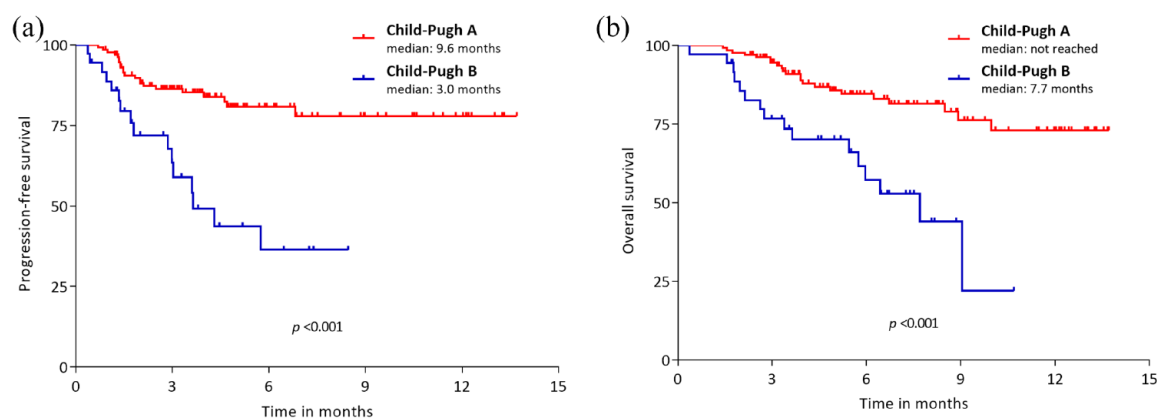 (a)
Child-Pugh A
median: 9.6 months
Child-Pugh B
median: 3.0 months
100
75
50
25
0
Progression-free survival
p <0.001
0 3 6 9 12 15
Time in months
(b)
Child-Pugh A
median: not reached
Child-Pugh B
median: 7.7 months
100
75
50
25
0
Overall survival
p <0.001
0 3 6 9 12 15
Time in months